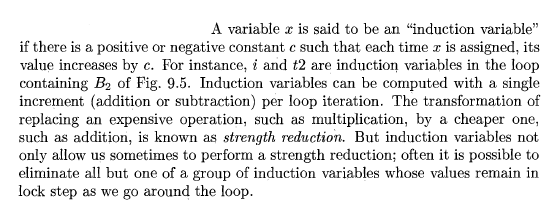 A variable x is said to be an “induction variable”
if there is a positive or negative constant c such that each time x is assigned, its
value increases by c. For instance, i and t2 are induction variables in the loop
containing B2 of Fig. 9.5. Induction variables can be computed with a single
increment (addition or subtraction) per loop iteration. The transformation of
replacing an expensive operation, such as multiplication, by a cheaper one,
such as addition, is known as strength reduction. But induction variables not
only allow us sometimes to perform a strength reduction; often it is possible to
eliminate all but one of a group of induction variables whose values remain in
lock step as we go around the loop.